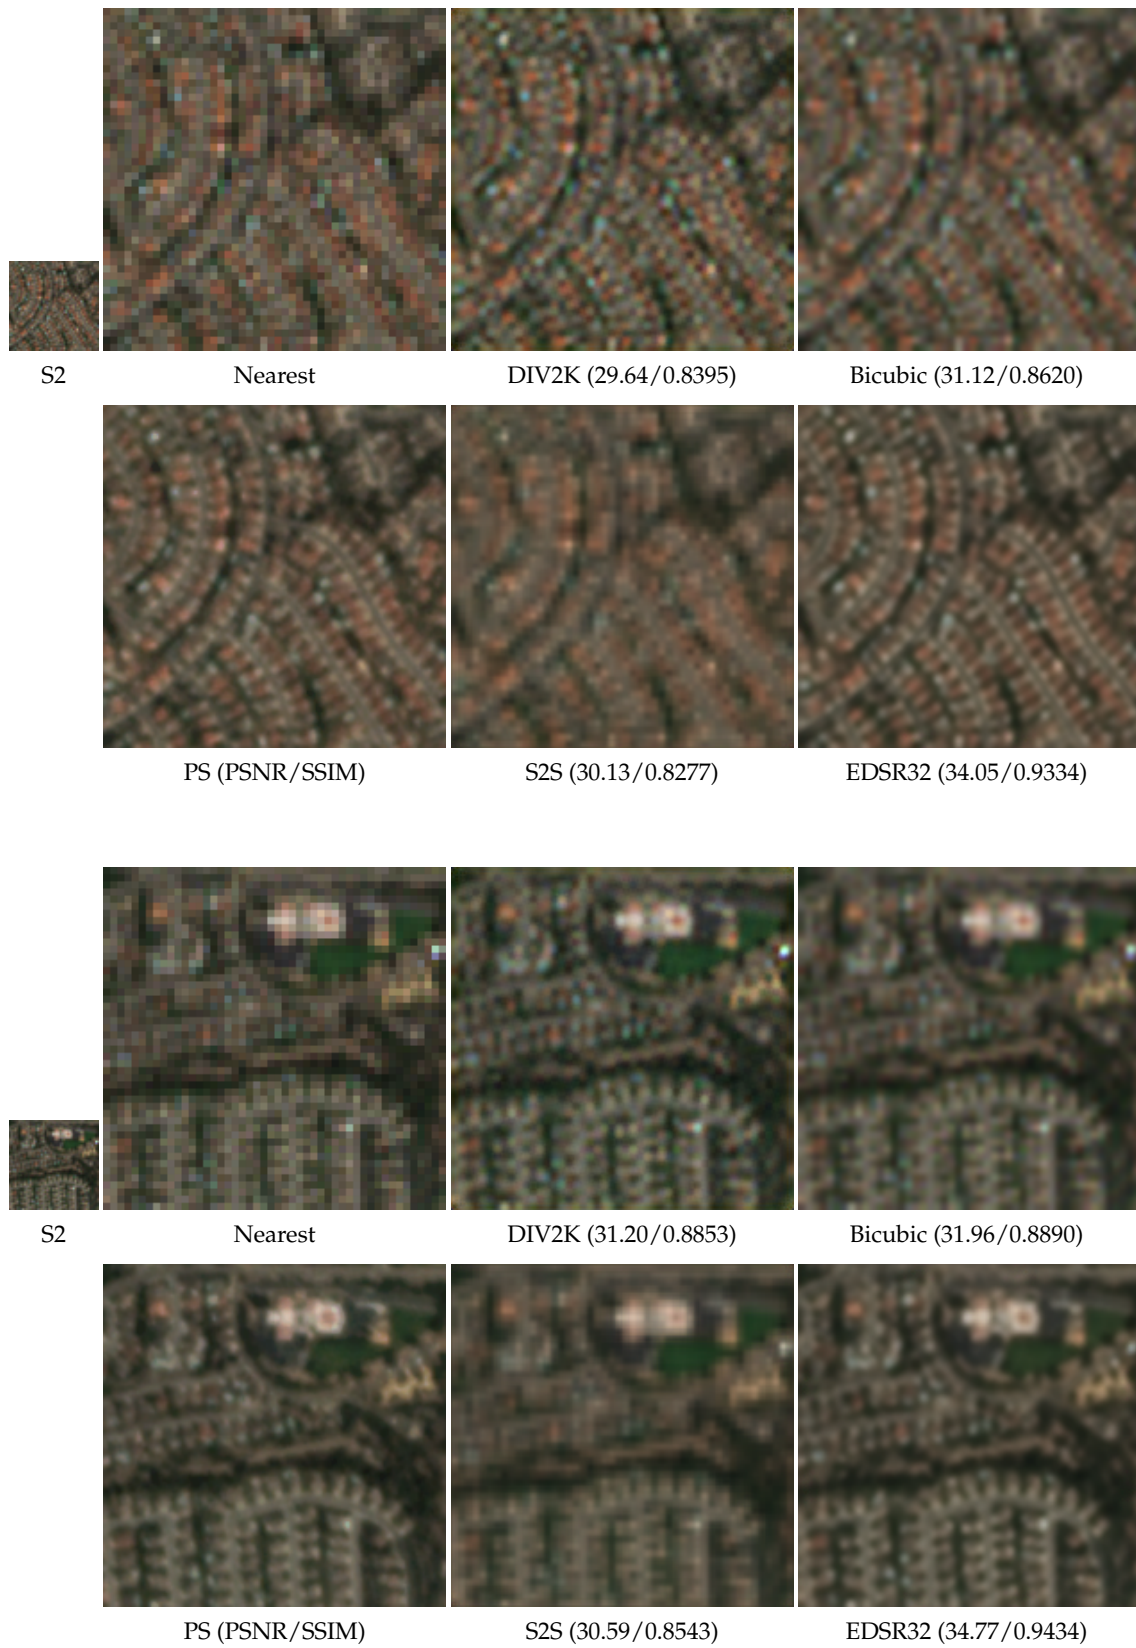 S2 Nearest DIV2K (29.64/0.8395) Bicubic (31.12/0.8620)
PS (PSNR/SSIM) S2S (30.13/0.8277) EDSR32 (34.05/0.9334)
S2 Nearest DIV2K (31.20/0.8853) Bicubic (31.96/0.8890)
PS (PSNR/SSIM) S2S (30.59/0.8543) EDSR32 (34.77/0.9434)